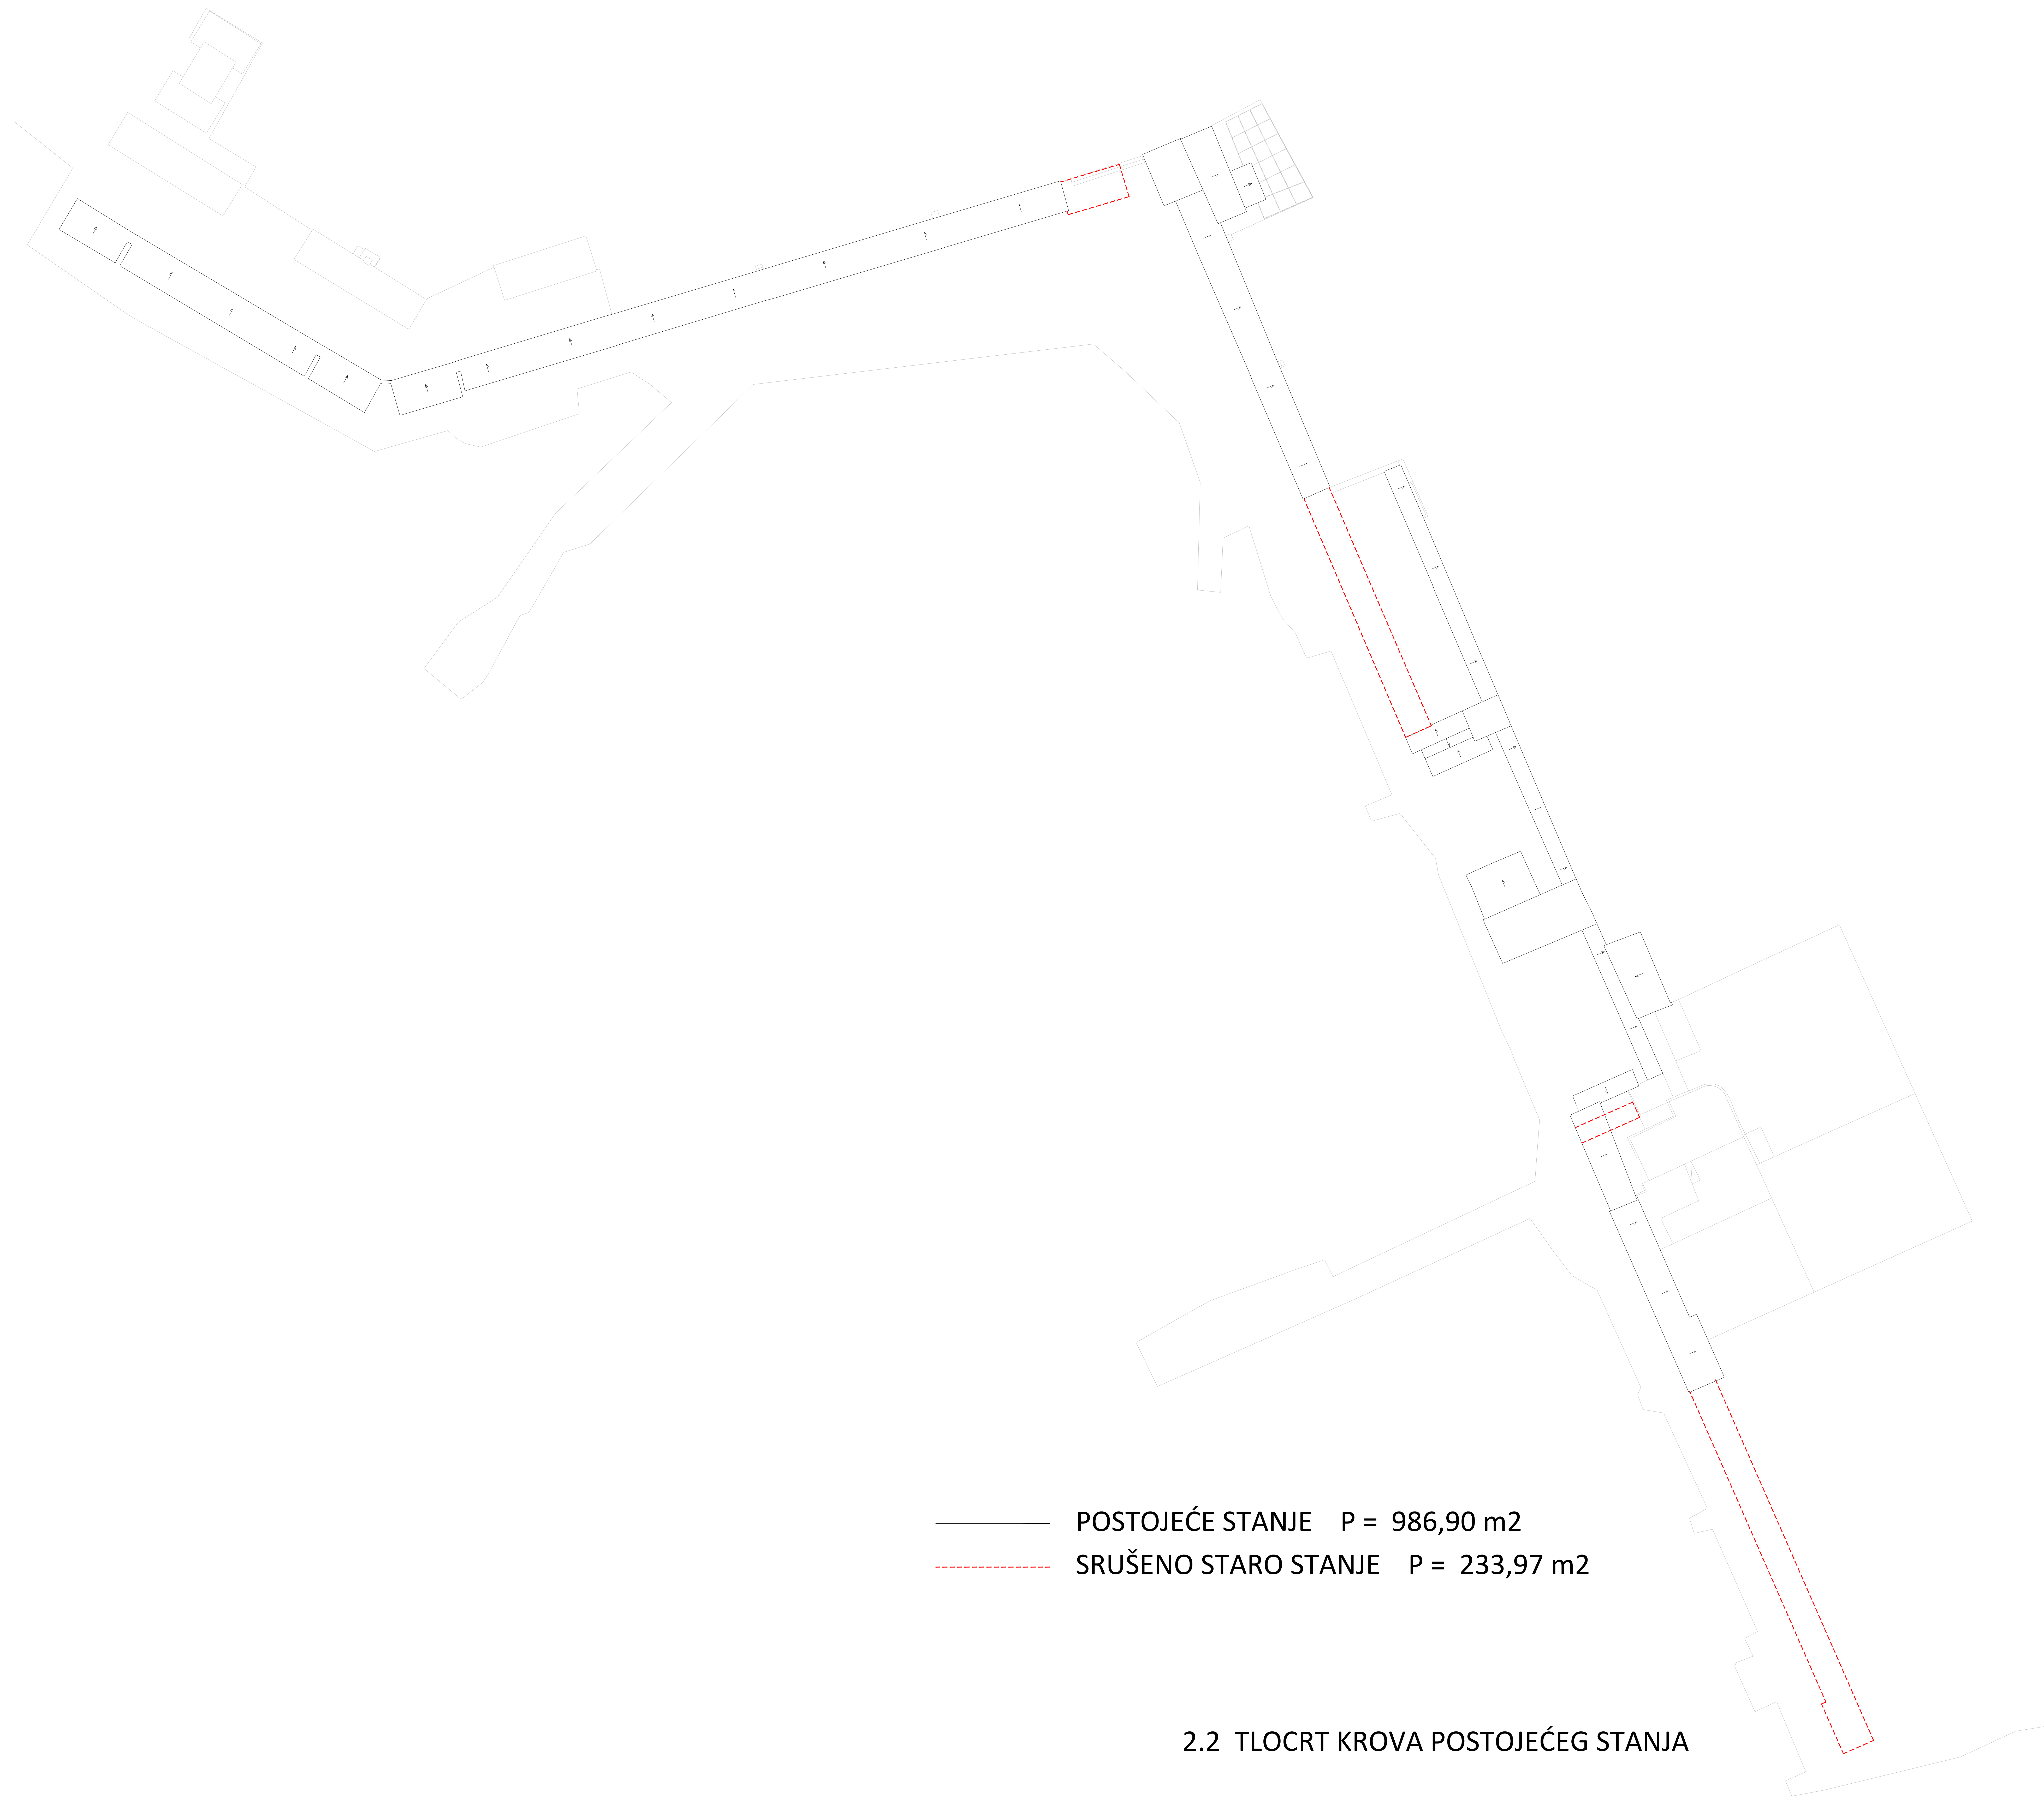 POSTOJEĆE STANJE P = 986,90 m2
SRUŠENO STARO STANJE P = 233,97 m2
2.2 TLOCRT KROVA POSTOJEĆEG STANJA